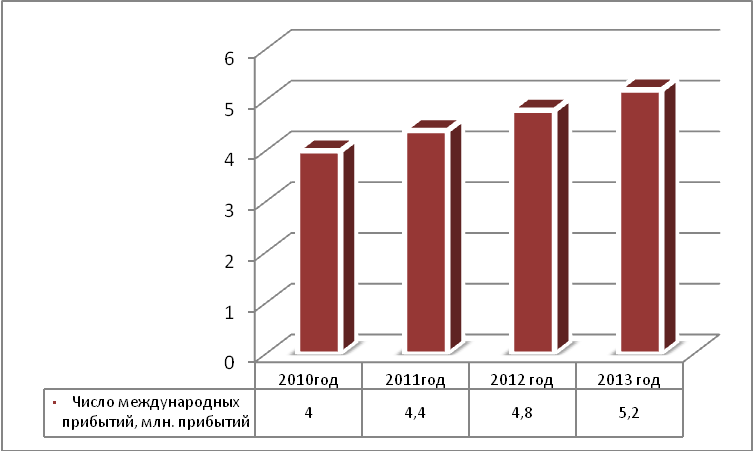 6
5
4
3
2
1
0
2010год 2011год 2012 год 2013 год
Число международных
прибытий, млн. прибытий 4 4,4 4,8 5,2